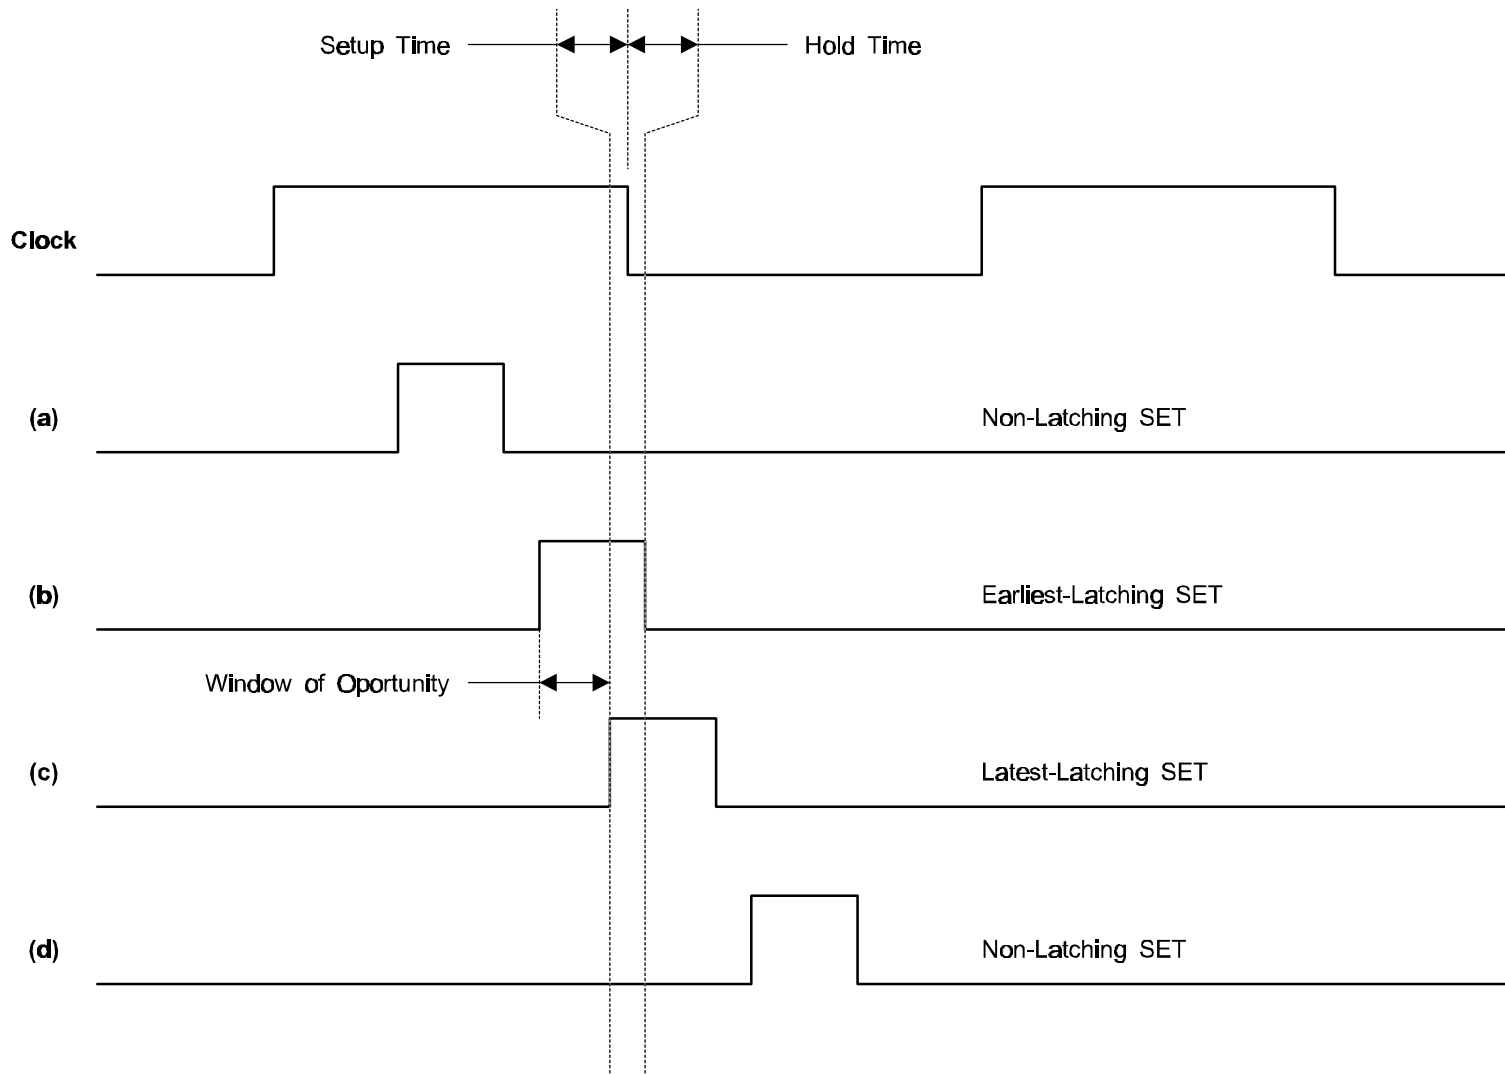 Setup Time
Hold Time
Clock
(a)
Non-Latching SET
(b)
Earliest-Latching SET
Window of Oportunity
(c)
Latest-Latching SET
(d)
Non-Latching SET